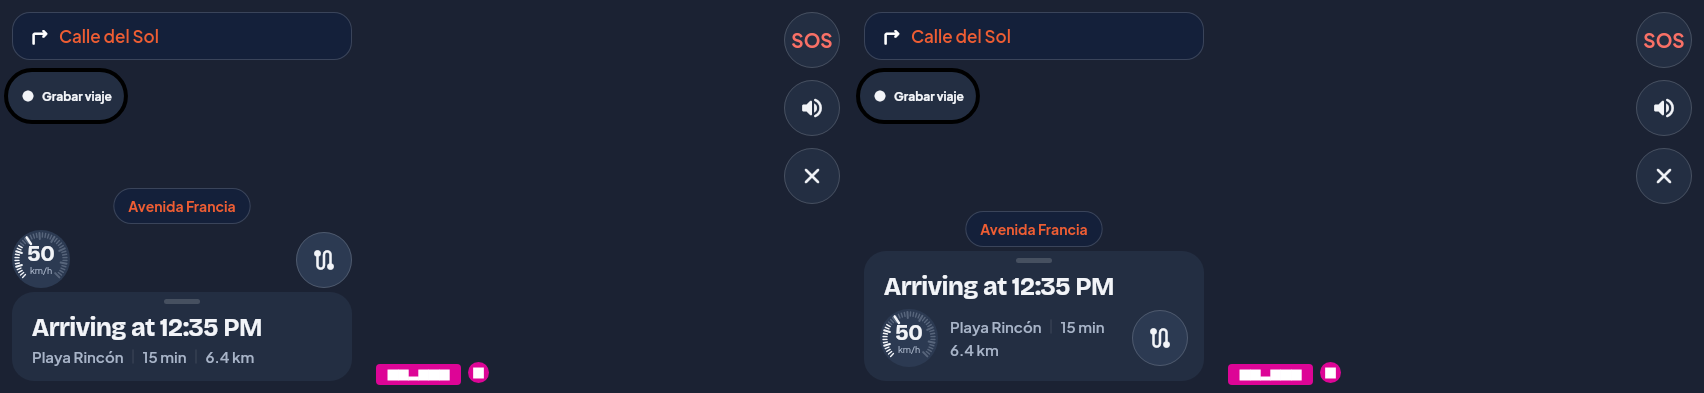 Calle del Sol
SOS
Grabar viaje
Avenida Francia
50
km/h
Arriving at 12:35 PM
Playa Rincón | 15 min | 6.4 km
Calle del Sol
SOS
Grabar viaje
Avenida Francia
Arriving at 12:35 PM
50
km/h
Playa Rincón | 15 min
6.4 km